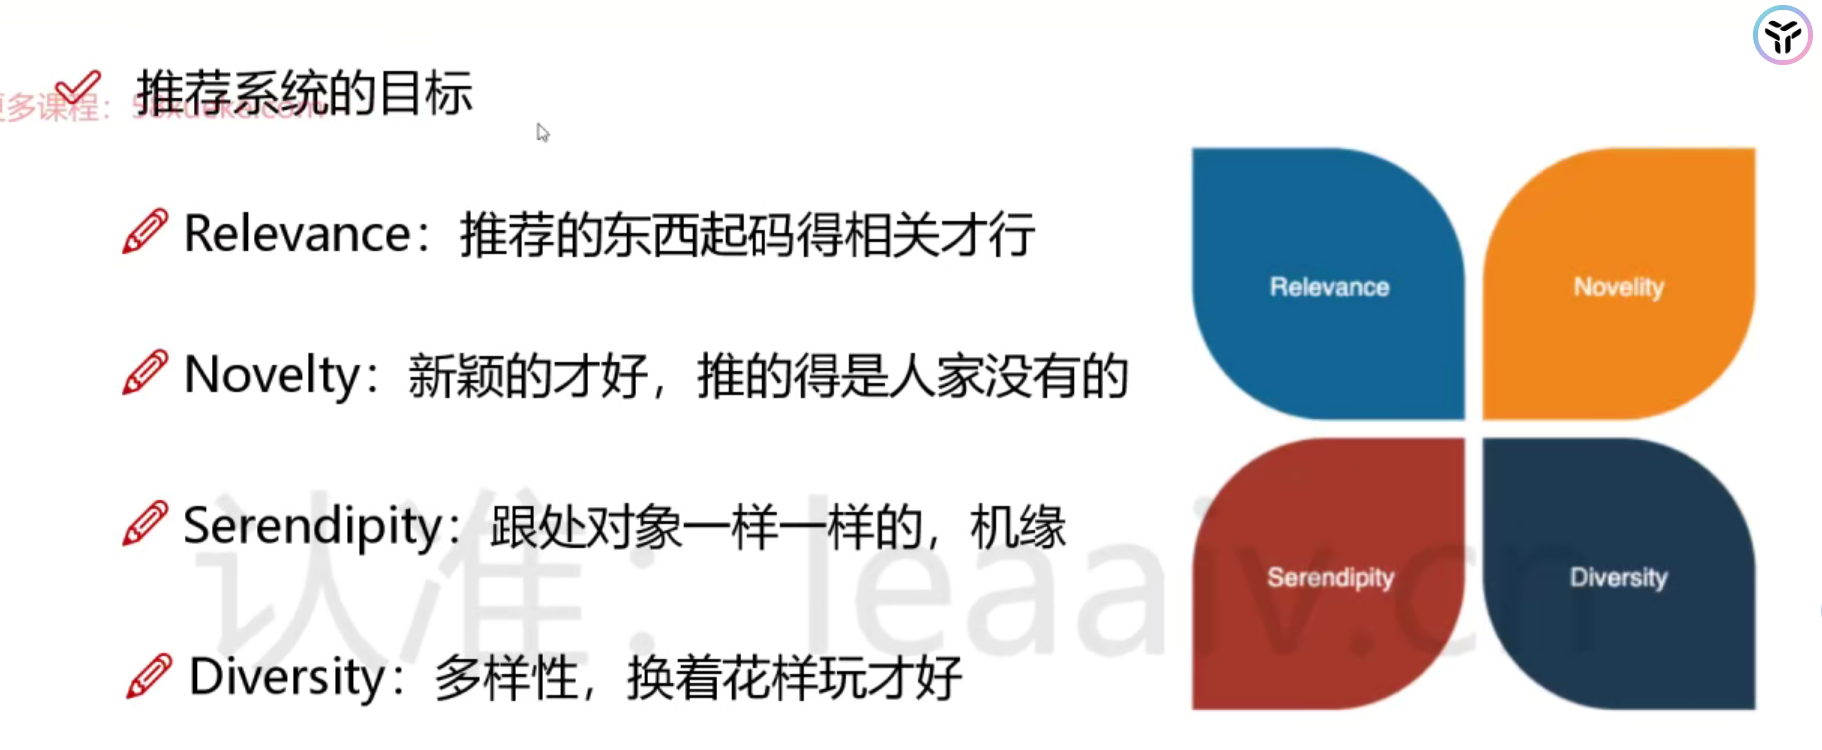 推荐系统的目标
更多课程：58xueke.com
Relevance：推荐的东西起码得相关才行
Novelty：新颖的才好，推的得是人家没有的
Serendipity：跟处对象一样一样的，机缘
Diversity：多样性，换着花样玩才好
Relevance
Novelity
Serendipity
Diversity
认准：leaaiv.cn